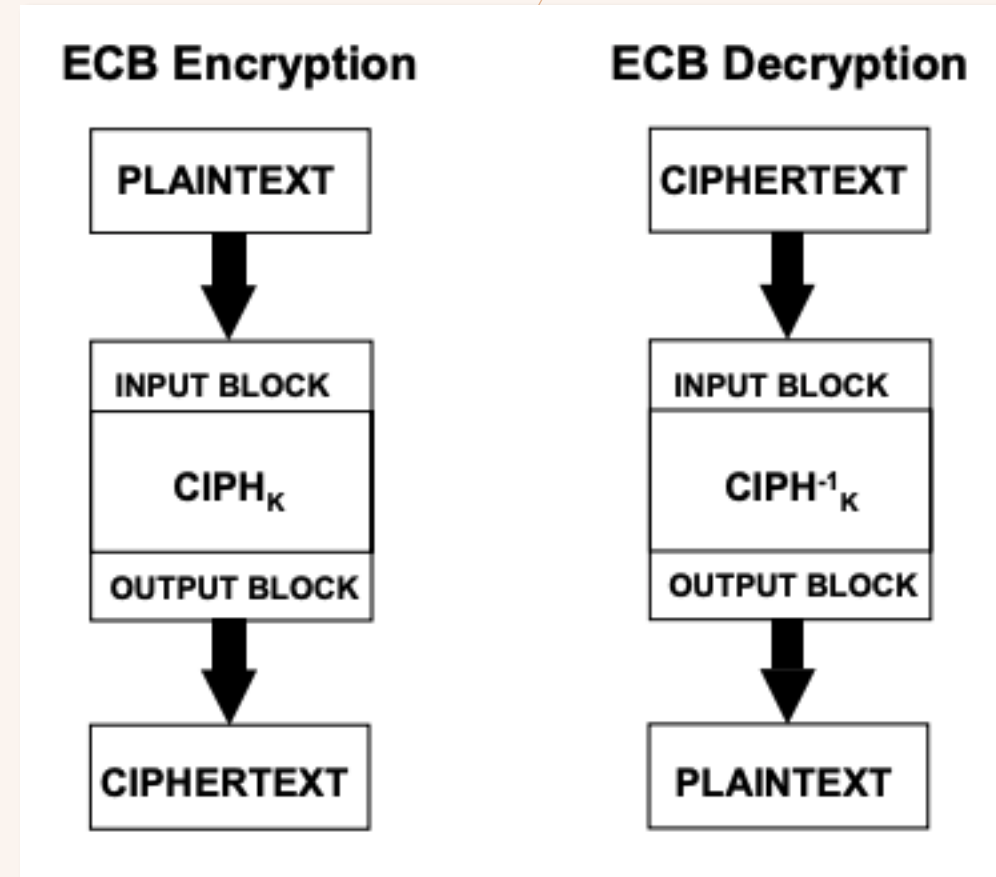 ECB Encryption
PLAINTEXT
INPUT BLOCK
CIPHK
OUTPUT BLOCK
CIPHERTEXT
ECB Decryption
CIPHERTEXT
INPUT BLOCK
CIPH-1K
OUTPUT BLOCK
PLAINTEXT